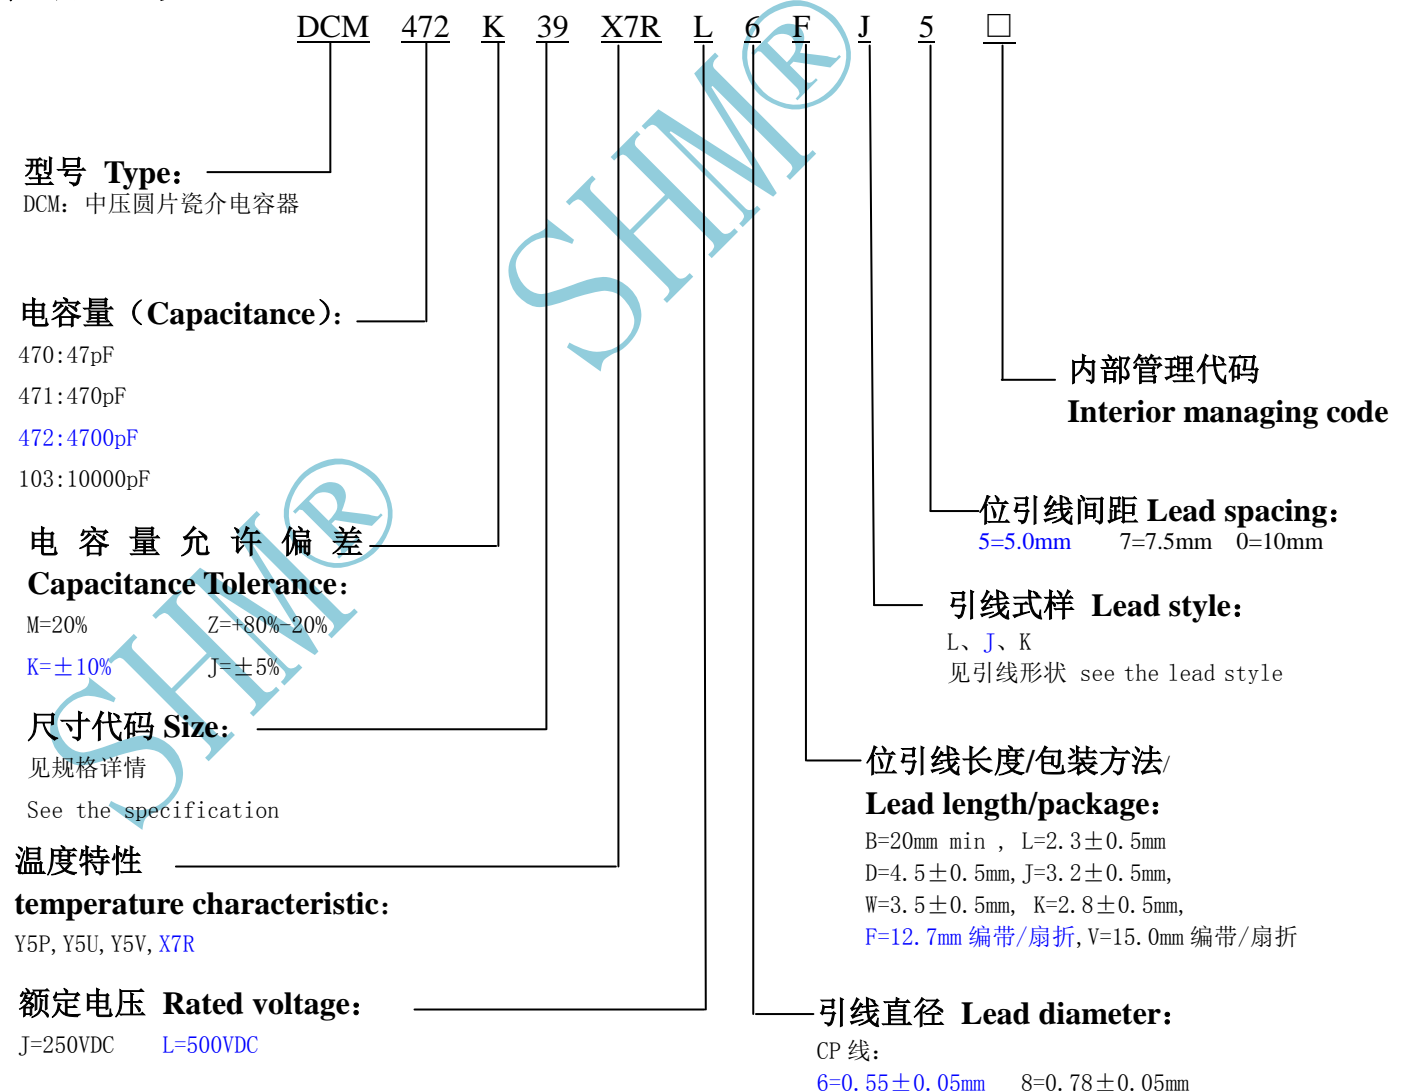 DCM 472 K 39 X7R L 6 F J 5 □
型号 Type：
DCM：中压圆片瓷介电容器
电容量（Capacitance）：
470:47pF
471:470pF
472:4700pF
103:10000pF
电容量允许偏差
Capacitance Tolerance：
M=20% Z=+80%-20%
K=±10% J=±5%
尺寸代码 Size：
见规格详情
See the specification
温度特性
temperature characteristic：
Y5P,Y5U,Y5V,X7R
额定电压 Rated voltage：
J=250VDC L=500VDC
内部管理代码
Interior managing code
位引线间距 Lead spacing：
5=5.0mm 7=7.5mm 0=10mm
引线式样 Lead style：
L、J、K
见引线形状 see the lead style
位引线长度/包装方法/
Lead length/package：
B=20mm min , L=2.3±0.5mm
D=4.5±0.5mm,J=3.2±0.5mm,
W=3.5±0.5mm, K=2.8±0.5mm,
F=12.7mm 编带/扇折,V=15.0mm 编带/扇折
引线直径 Lead diameter：
CP 线：
6=0.55±0.05mm 8=0.78±0.05mm
SHM®
SHM®